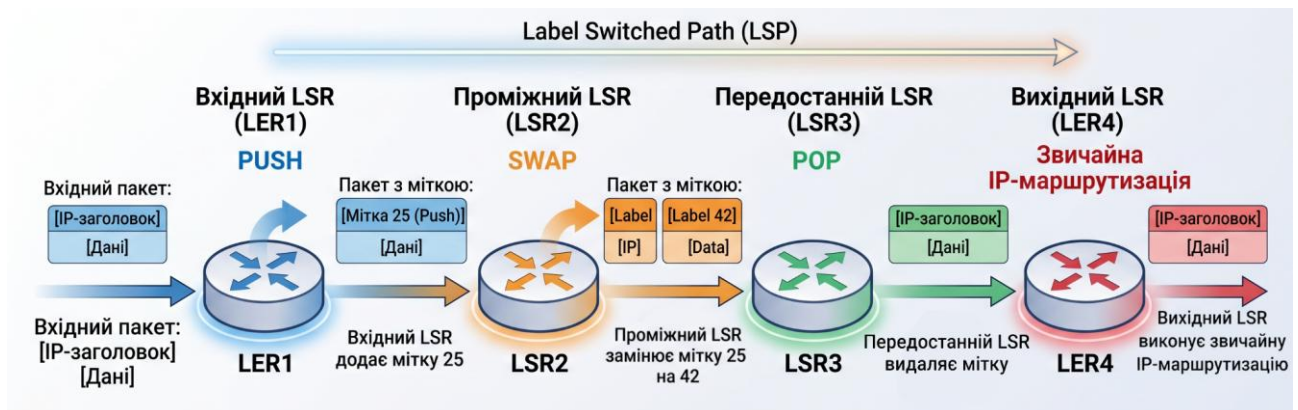 Label Switched Path (LSP)
Вхідний LSR
(LER1)
PUSH
Проміжний LSR
(LSR2)
SWAP
Передостанній LSR
(LSR3)
POP
Вихідний LSR
(LER4)
Звичайна
IP-маршрутизація
Вхідний пакет:
[IP-заголовок]
[Дані]
Пакет з міткою:
[Мітка 25 (Push)]
[Дані]
Пакет з міткою:
[Label
[IP]
[Label 42]
[Data]
[IP-заголовок]
[Дані]
[IP-заголовок]
[Дані]
Вхідний пакет:
[IP-заголовок]
[Дані]
LER1
Вхідний LSR
додає мітку 25
LSR2
Проміжний LSR
замінює мітку 25
на 42
LSR3
Передостанній LSR
видаляє мітку
LER4
Вихідний LSR
виконує звичайну
IP-маршрутизацію